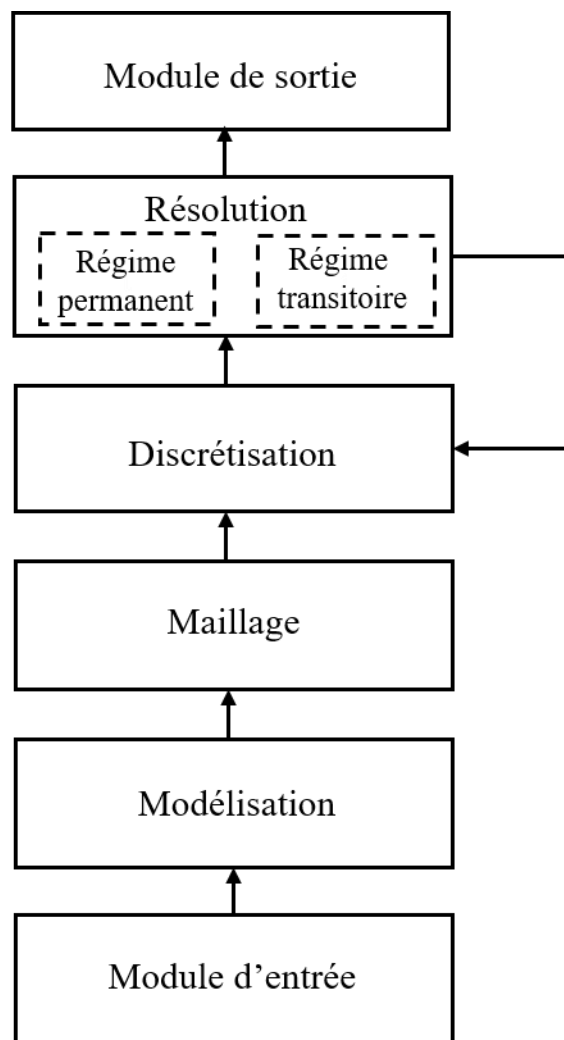 Module de sortie
Résolution
Régime
permanent
Régime
transitoire
Discrétisation
Maillage
Modélisation
Module d’entrée